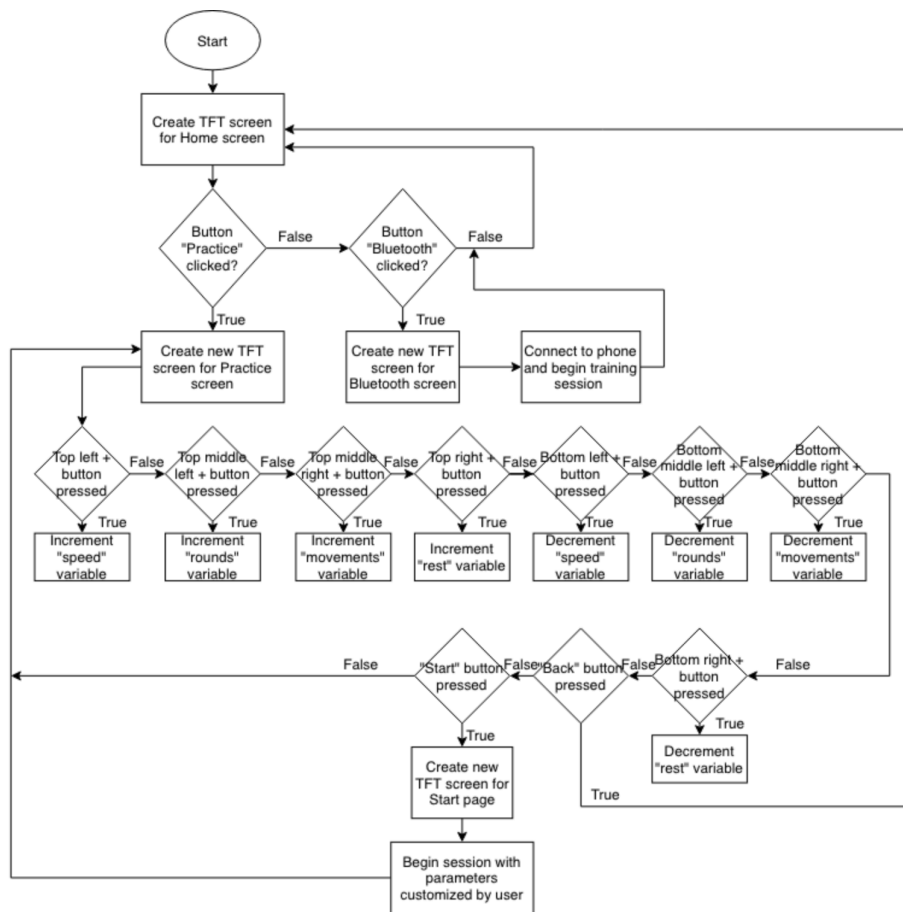 Start
Create TFT screen
for Home screen
Button
"Practice"
clicked?
False
Button
"Bluetooth"
clicked?
False
True
True
Create new TFT
screen for Practice
screen
Create new TFT
screen for
Bluetooth screen
Connect to phone
and begin training
session
Top left +
button
pressed
False
Top middle
left + button
pressed
False
Top middle
right + button
pressed
False
Top right +
button
pressed
False
Bottom left +
button
pressed
False
Bottom
middle left +
button
pressed
False
Bottom
middle right +
button
pressed
True
True
True
True
True
True
True
Increment
"speed"
variable
Increment
"rounds"
variable
Increment
"movements"
variable
Increment
"rest" variable
Decrement
"speed"
variable
Decrement
"rounds"
variable
Decrement
"movements"
variable
False
"Start" button
pressed
False
"Back" button
pressed
False
Bottom right +
button
pressed
False
True
True
Decrement
"rest" variable
Create new
TFT screen for
Start page
True
Begin session with
parameters
customized by user